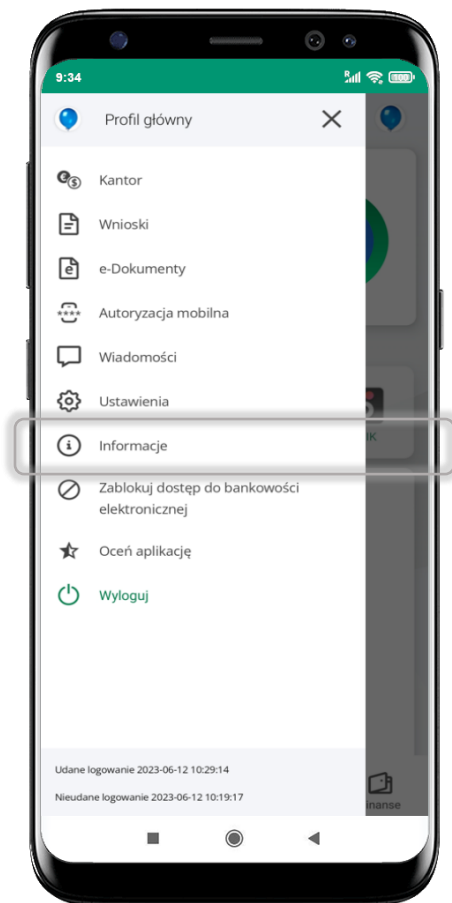 9:34
Profil główny
Kantor
Wnioski
e-Dokumenty
Autoryzacja mobilna
Wiadomości
Ustawienia
Informacje
Zablokuj dostęp do bankowości
elektronicznej
Oceń aplikację
Wyloguj
Udane logowanie 2023-06-12 10:29:14
Nieudane logowanie 2023-06-12 10:19:17
inanse